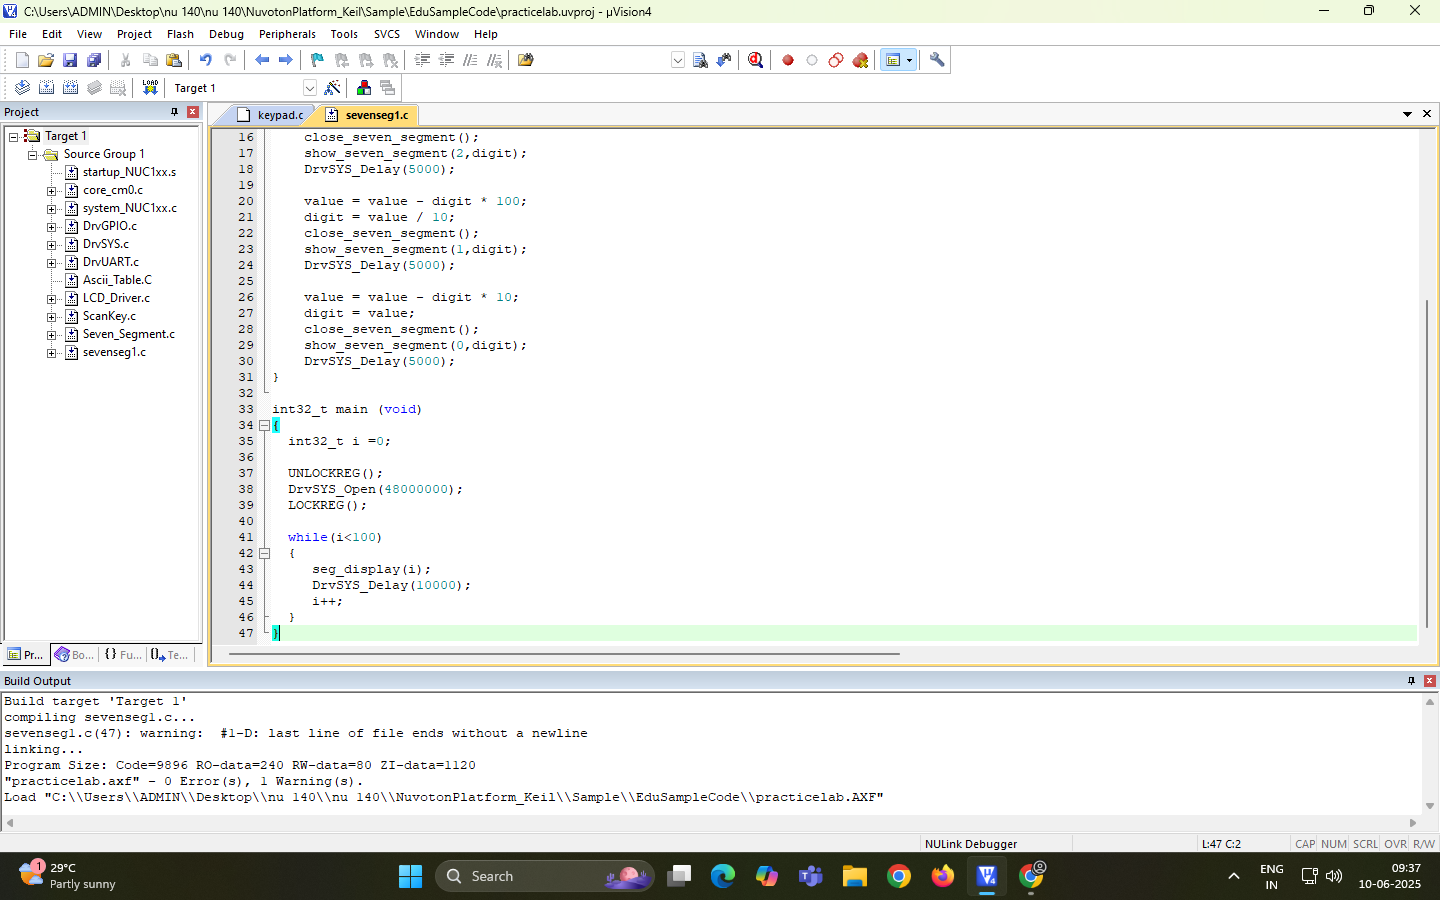 C:\Users\ADMIN\Desktop\nu 140\nu 140\NuvotonPlatform_Keil\Sample\EduSampleCode\practicelab.uvproj - µVision4
File Edit View Project Flash Debug Peripherals Tools SVCS Window Help
LOAD
Target 1
Project
keypad.c
sevenseg1.c
Target 1
Source Group 1
startup_NUC1xx.s
core_cm0.c
system_NUC1xx.c
DrvGPIO.c
DrvSYS.c
DrvUART.c
Ascii_Table.C
LCD_Driver.c
ScanKey.c
Seven_Segment.c
sevenseg1.c
Pr... Bo... {} Fu... Te...
16 close_seven_segment();
17 show_seven_segment(2,digit);
18 DrvSYS_Delay(5000);
19
20 value = value - digit * 100;
21 digit = value / 10;
22 close_seven_segment();
23 show_seven_segment(1,digit);
24 DrvSYS_Delay(5000);
25
26 value = value - digit * 10;
27 digit = value;
28 close_seven_segment();
29 show_seven_segment(0,digit);
30 DrvSYS_Delay(5000);
31 }
32
33 int32_t main (void)
34 {
35 int32_t i =0;
36
37 UNLOCKREG();
38 DrvSYS_Open(48000000);
39 LOCKREG();
40
41 while(i<100)
42 {
43 seg_display(i);
44 DrvSYS_Delay(10000);
45 i++;
46 }
47 }
Build Output
Build target 'Target 1'
compiling sevenseg1.c...
sevenseg1.c(47): warning:  #1-D: last line of file ends without a newline
linking...
Program Size: Code=9896 RO-data=240 RW-data=80 ZI-data=1120
"practicelab.axf" - 0 Error(s), 1 Warning(s).
Load "C:\\Users\\ADMIN\\Desktop\\nu 140\\nu 140\\NuvotonPlatform_Keil\\Sample\\EduSampleCode\\practicelab.AXF"
NULink Debugger L:47 C:2 CAP NUM SCRL OVR R/W
1
29°C
Partly sunny
Search
ENG
IN
09:37
10-06-2025